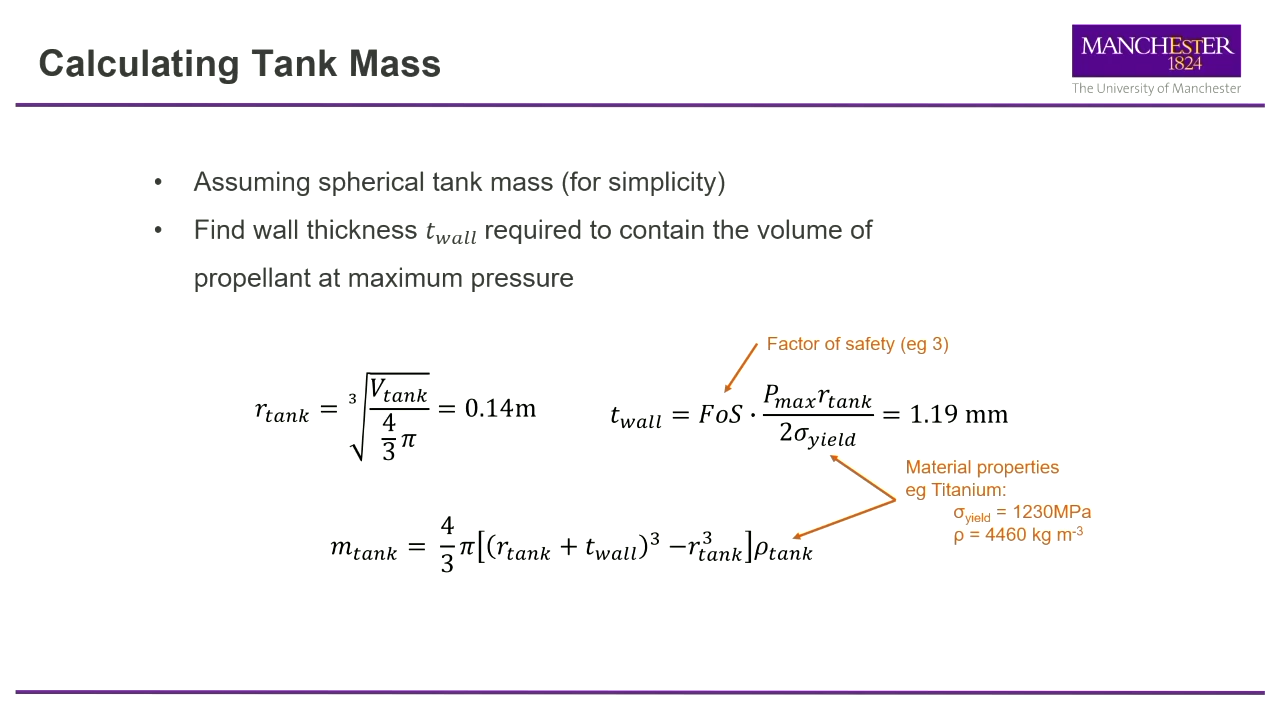 Calculating Tank Mass
MANCHESTER
1824
The University of Manchester
• Assuming spherical tank mass (for simplicity)
• Find wall thickness t_wall required to contain the volume of
propellant at maximum pressure
Factor of safety (eg 3)
r_tank = ∛(V_tank / (4/3 π)) = 0.14m
t_wall = FoS · (P_max r_tank) / (2σ_yield) = 1.19 mm
Material properties
eg Titanium:
σ_yield = 1230MPa
ρ = 4460 kg m⁻³
m_tank = 4/3 π[(r_tank + t_wall)³ − r_tank³]ρ_tank